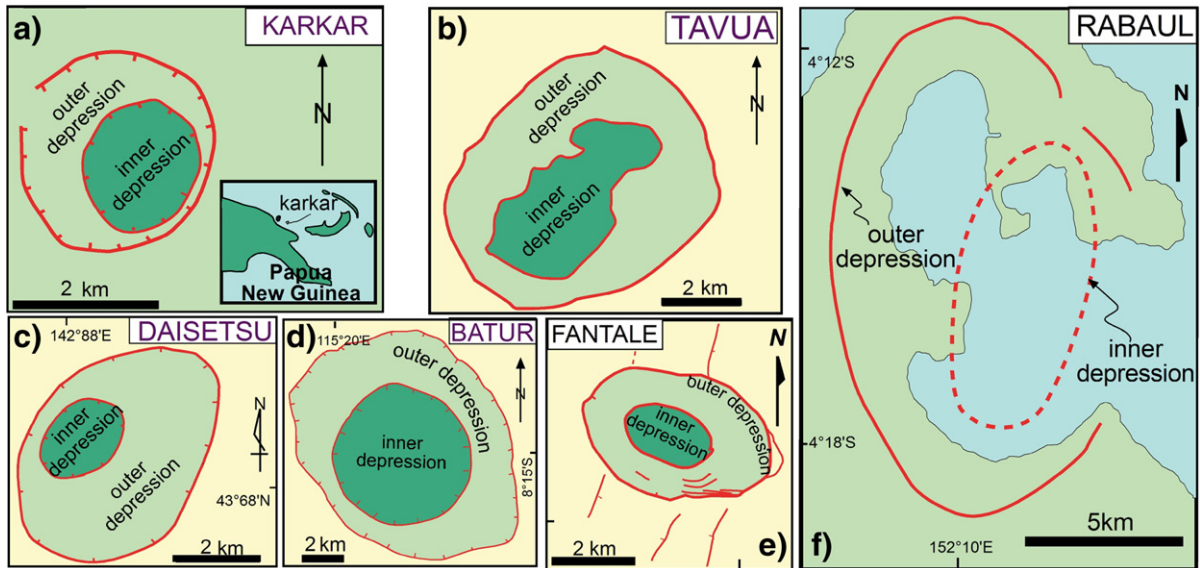 a)
KARKAR
outer
depression
inner
depression
N
karkar
Papua
New Guinea
2 km
b)
TAVUA
outer
depression
inner
depression
N
2 km
c)
142°88'E
DAISETSU
inner
depression
outer
depression
N
43°68'N
2 km
d)
115°20'E
BATUR
outer depression
inner
depression
N
8°15'S
2 km
FANTALE
N
outer depression
inner
depression
2 km
e)
RABAUL
4°12'S
N
outer
depression
inner
depression
4°18'S
5km
152°10'E
f)